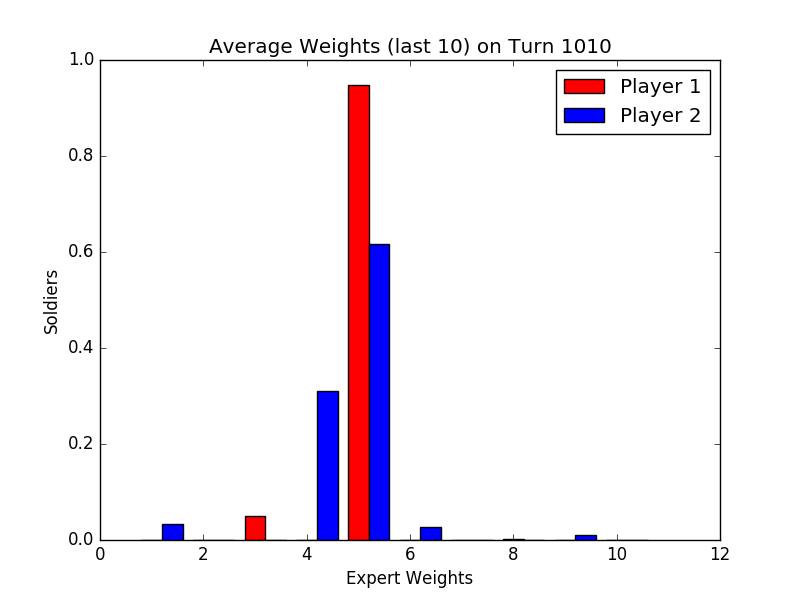 Average Weights (last 10) on Turn 1010
Player 1
Player 2
1.0
0.8
0.6
0.4
0.2
0.0
Soldiers
0 2 4 6 8 10 12
Expert Weights